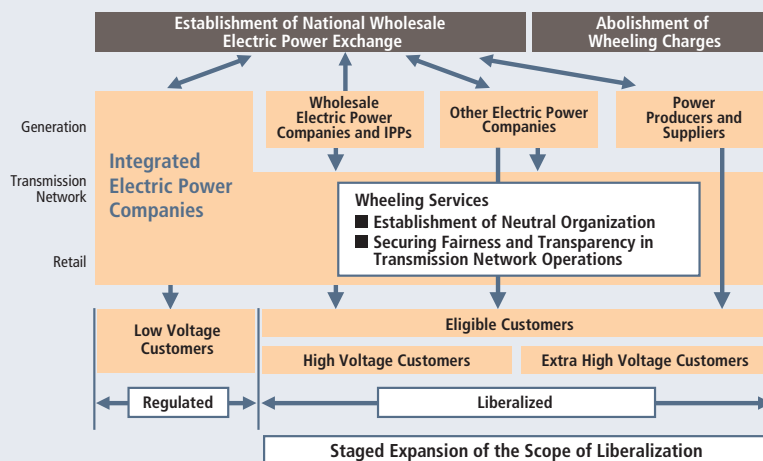 Establishment of National Wholesale
Electric Power Exchange
Abolishment of
Wheeling Charges
Generation
Wholesale
Electric Power
Companies and IPPs
Other Electric Power
Companies
Power
Producers and
Suppliers
Integrated
Electric Power
Companies
Transmission
Network
Wheeling Services
■ Establishment of Neutral Organization
■ Securing Fairness and Transparency in
Transmission Network Operations
Retail
Low Voltage
Customers
Eligible Customers
High Voltage Customers
Extra High Voltage Customers
Regulated
Liberalized
Staged Expansion of the Scope of Liberalization